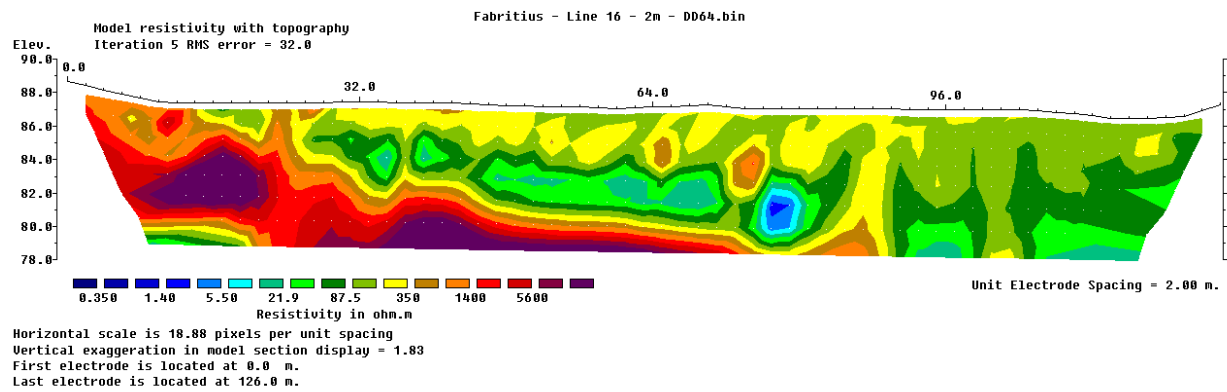 Fabritius - Line 16 - 2m - DD64.bin
Model resistivity with topography
Iteration 5 RMS error = 32.0
Elev.
90.0
0.0
88.0
32.0
64.0
96.0
86.0
84.0
82.0
80.0
78.0
0.350 1.40 5.50 21.9 87.5 350 1400 5600
Resistivity in ohm.m
Unit Electrode Spacing = 2.00 m.
Horizontal scale is 18.88 pixels per unit spacing
Vertical exaggeration in model section display = 1.83
First electrode is located at 0.0 m.
Last electrode is located at 126.0 m.